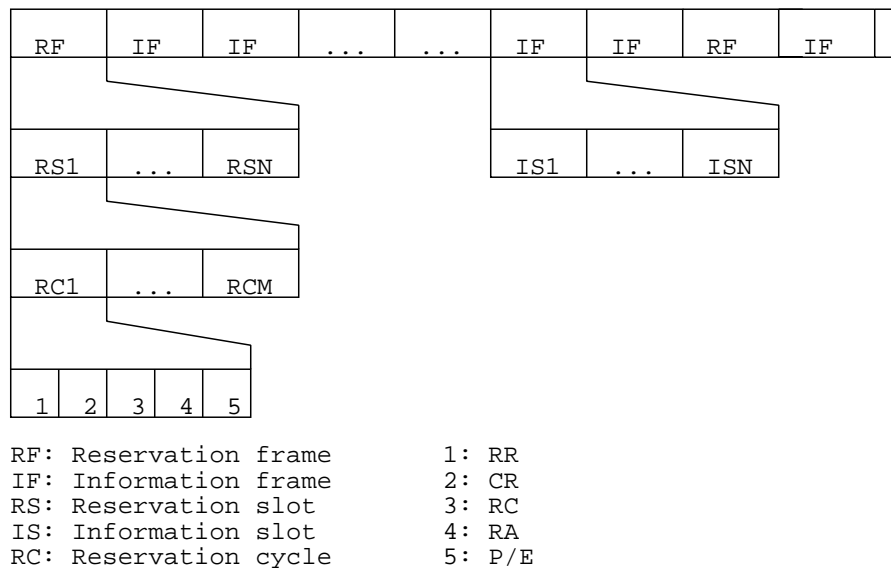 RF IF IF ... ... IF IF RF IF
RS1 ... RSN IS1 ... ISN
RC1 ... RCM
1 2 3 4 5
RF: Reservation frame 1: RR
IF: Information frame 2: CR
RS: Reservation slot 3: RC
IS: Information slot 4: RA
RC: Reservation cycle 5: P/E